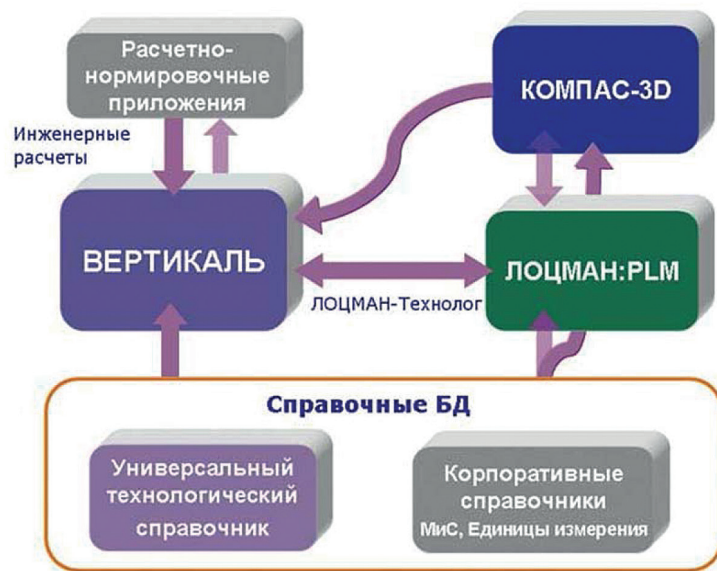 Расчетно-
нормировочные
приложения
КОМПАС-3D
Инженерные
расчеты
ВЕРТИКАЛЬ
ЛОЦМАН:PLM
ЛОЦМАН-Технолог
Справочные БД
Универсальный
технологический
справочник
Корпоративные
справочники
МиС, Единицы измерения